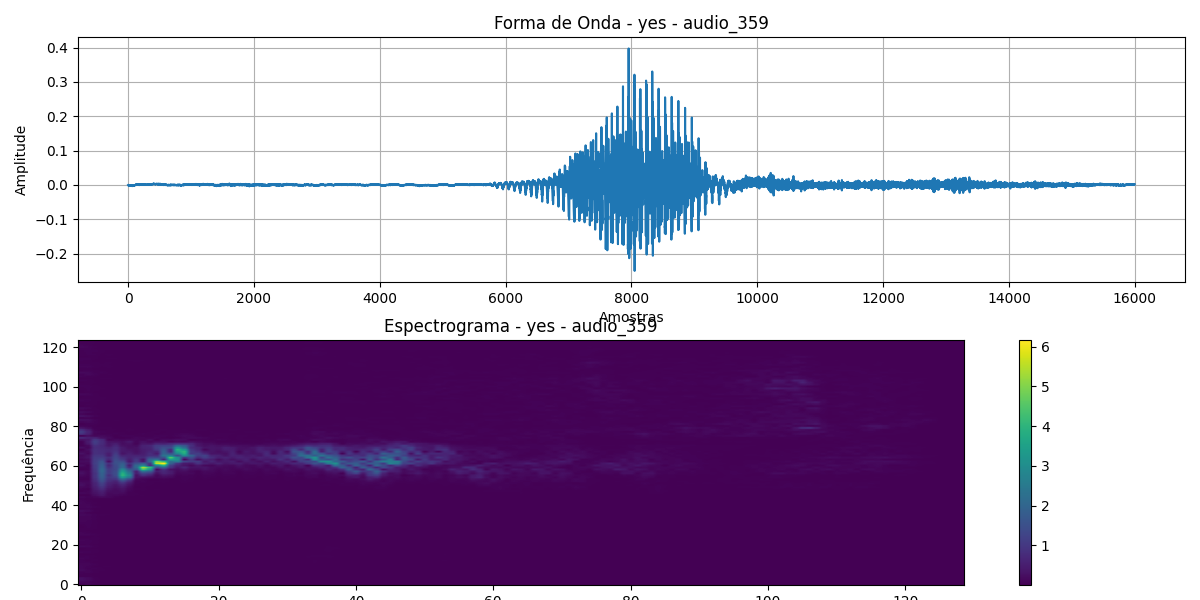 Forma de Onda - yes - audio_359
Amplitude
0.4
0.3
0.2
0.1
0.0
−0.1
−0.2
0 2000 4000 6000 8000 10000 12000 14000 16000
Amostras
Espectrograma - yes - audio_359
Frequência
120
100
80
60
40
20
0
6
5
4
3
2
1
0 20 40 60 80 100 120